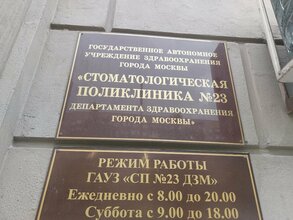 ГОСУДАРСТВЕННОЕ АВТОНОМНОЕ
УЧРЕЖДЕНИЕ ЗДРАВООХРАНЕНИЯ
ГОРОДА МОСКВЫ
«СТОМАТОЛОГИЧЕСКАЯ
ПОЛИКЛИНИКА №23
ДЕПАРТАМЕНТА ЗДРАВООХРАНЕНИЯ
ГОРОДА МОСКВЫ»
РЕЖИМ РАБОТЫ
ГАУЗ «СП №23 ДЗМ»
Ежедневно с 8.00 до 20.00
Суббота с 9.00 до 18.00